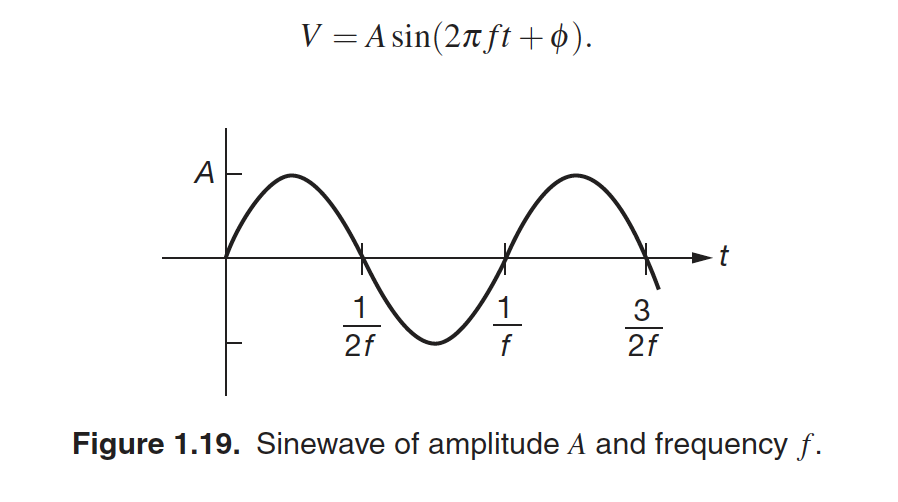 V = A sin(2πft + ϕ).
A
t
1/2f
1/f
3/2f
Figure 1.19. Sinewave of amplitude A and frequency f.